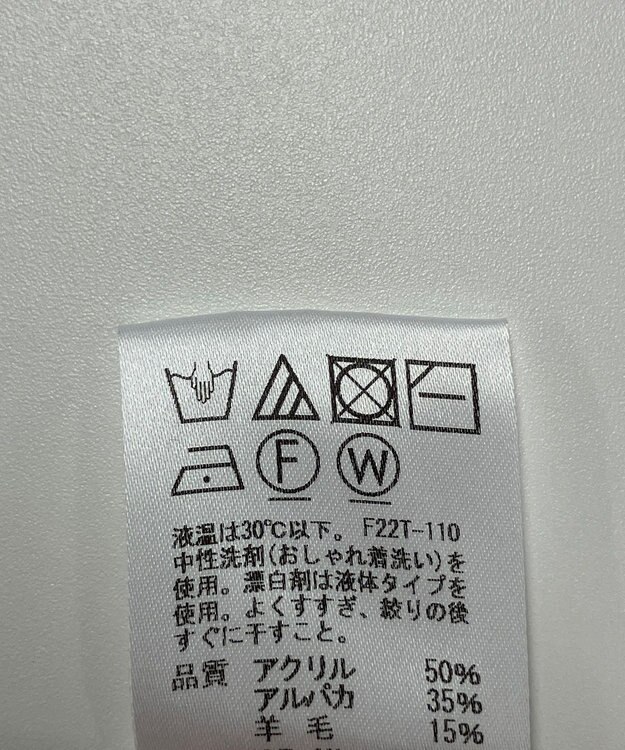 F W
液温は30℃以下。 F22T-110
中性洗剤(おしゃれ着洗い)を
使用。漂白剤は液体タイプを
使用。よくすすぎ、絞りの後
すぐに干すこと。
品質 アクリル 50%
アルパカ 35%
羊 毛 15%